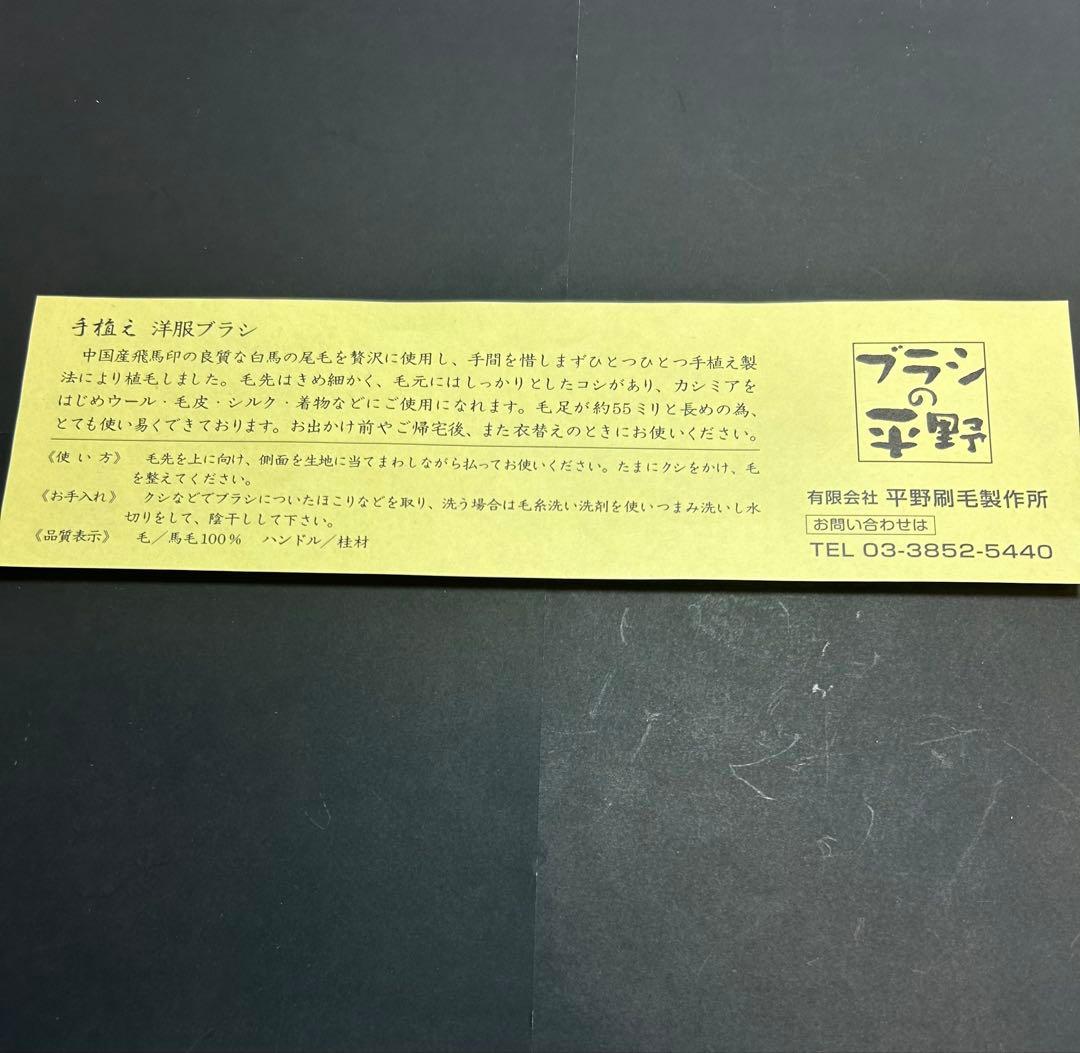 手植え 洋服ブラシ
中国産飛馬印の良質な白馬の尾毛を贅沢に使用し、手間を惜しまずひとつひとつ手植え製
法により植毛しました。毛先はきめ細かく、毛元にはしっかりとしたコシがあり、カシミアを
はじめウール・毛皮・シルク・着物などにご使用になれます。毛足が約55ミリと長めの為、
とても使い易くできております。お出かけ前やご帰宅後、また衣替えのときにお使いください。
《使い方》 毛先を上に向け、側面を生地に当てまわしながら払ってお使いください。たまにクシをかけ、毛
を整えてください。
《お手入れ》 クシなどでブラシについたほこりなどを取り、洗う場合は毛糸洗い洗剤を使いつまみ洗いし水
切りをして、陰干しして下さい。
《品質表示》 毛／馬毛100% ハンドル／桂材
ブラシ
の
平野
有限会社 平野刷毛製作所
お問い合わせは
TEL 03-3852-5440